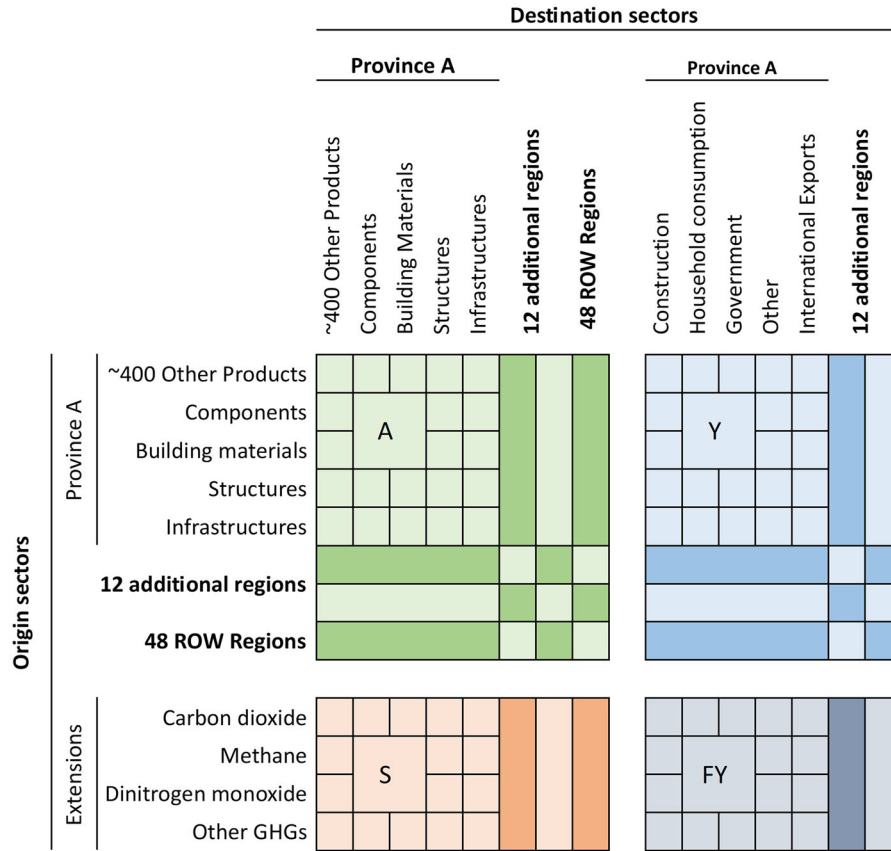 Destination sectors
Province A
Province A
~400 Other Products
Components
Building Materials
Structures
Infrastructures
12 additional regions
48 ROW Regions
Construction
Household consumption
Government
Other
International Exports
12 additional regions
Origin sectors
Province A
~400 Other Products
Components
Building materials
Structures
Infrastructures
12 additional regions
48 ROW Regions
A
Y
Extensions
Carbon dioxide
Methane
Dinitrogen monoxide
Other GHGs
S
FY